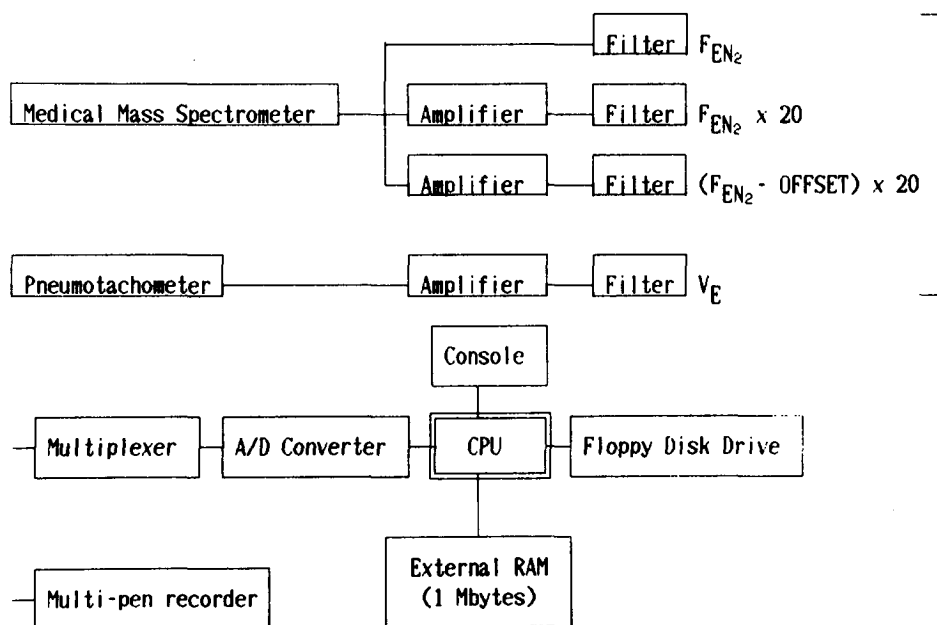 Filter F_EN₂
Medical Mass Spectrometer Amplifier Filter F_EN₂ x 20
Amplifier Filter (F_EN₂ - OFFSET) x 20
Pneumotachometer Amplifier Filter V_E
Console
Multiplexer A/D Converter CPU Floppy Disk Drive
External RAM
(1 Mbytes)
Multi-pen recorder